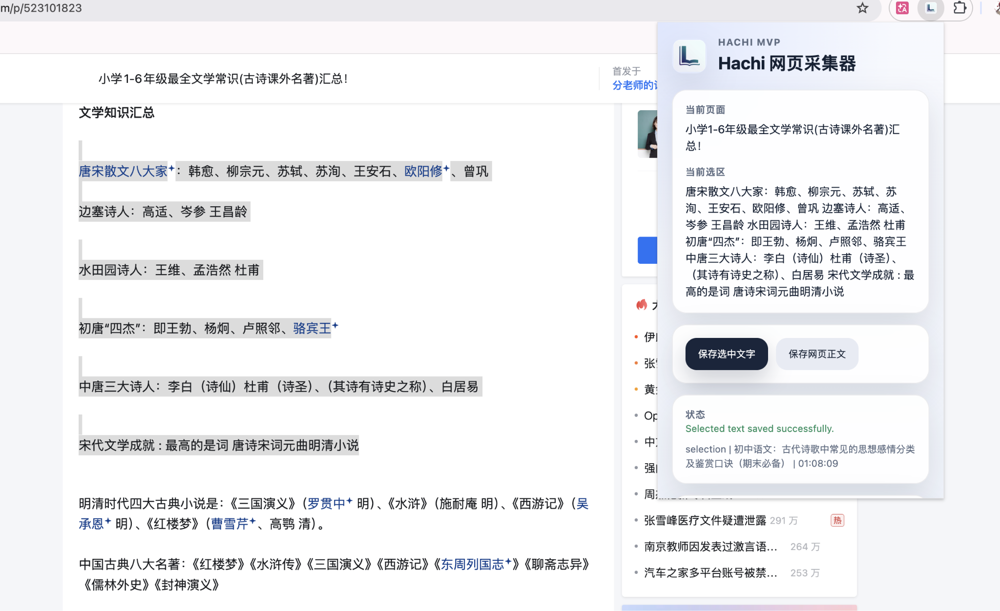 m/p/523101823
小学1-6年级最全文学常识(古诗课外名著)汇总！
首发于
分老师的
文学知识汇总
唐宋散文八大家：韩愈、柳宗元、苏轼、苏洵、王安石、欧阳修、曾巩
边塞诗人：高适、岑参 王昌龄
水田园诗人：王维、孟浩然 杜甫
初唐“四杰”：即王勃、杨炯、卢照邻、骆宾王
中唐三大诗人：李白（诗仙）杜甫（诗圣）、（其诗有诗史之称）、白居易
宋代文学成就 : 最高的是词 唐诗宋词元曲明清小说
明清时代四大古典小说是：《三国演义》（罗贯中 明）、《水浒》（施耐庵 明）、《西游记》（吴
承恩 明）、《红楼梦》（曹雪芹、高鹗 清）。
中国古典八大名著：《红楼梦》《水浒传》《三国演义》《西游记》《东周列国志》《聊斋志异》
《儒林外史》《封神演义》
HACHI MVP
Hachi 网页采集器
当前页面
小学1-6年级最全文学常识(古诗课外名著)汇
总！
当前选区
唐宋散文八大家：韩愈、柳宗元、苏轼、苏
洵、王安石、欧阳修、曾巩 边塞诗人：高适、
岑参 王昌龄 水田园诗人：王维、孟浩然 杜甫
初唐“四杰”：即王勃、杨炯、卢照邻、骆宾王
中唐三大诗人：李白（诗仙）杜甫（诗圣）、
（其诗有诗史之称）、白居易 宋代文学成就 : 最
高的是词 唐诗宋词元曲明清小说
保存选中文字
保存网页正文
状态
Selected text saved successfully.
selection | 初中语文：古代诗歌中常见的思想感情分类
及鉴赏口诀（期末必备） | 01:08:09
伊
张
黄
Op
中
强
周
张雪峰医疗文件疑遭泄露 291 万 热
南京教师因发表过激言语... 264 万
汽车之家多平台账号被禁... 253 万